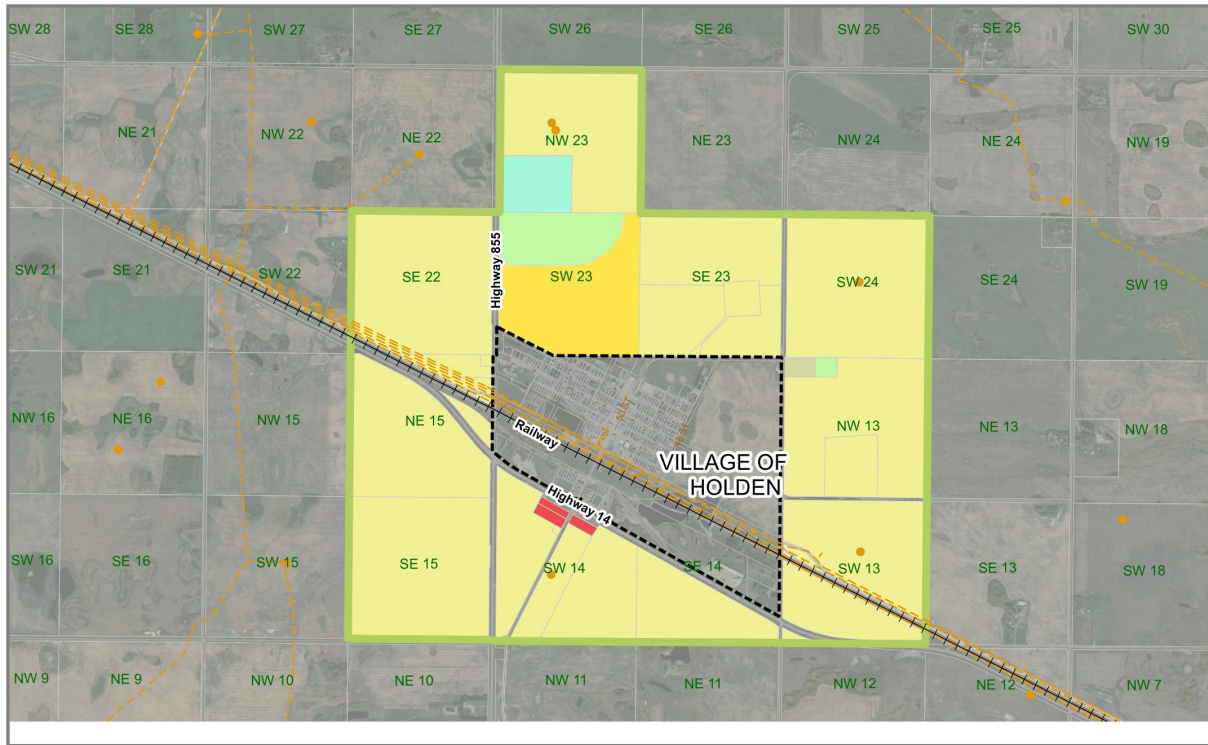 SW 28
SE 28
SW 27
SE 27
SW 26
SE 26
SW 25
SE 25
SW 30
NE 21
NW 22
NE 22
NW 23
NE 23
NW 24
NE 24
NW 19
SW 21
SE 21
SW 22
SE 22
Highway 855
SW 23
SE 23
SW 24
SE 24
SW 19
NW 16
NE 16
NW 15
NE 15
Railway
NW 13
NE 13
NW 18
VILLAGE OF
HOLDEN
Highway 14
SW 16
SE 16
SW 15
SE 15
SW 14
SE 14
SW 13
SE 13
SW 18
NW 9
NE 9
NW 10
NE 10
NW 11
NE 11
NW 12
NE 12
NW 7